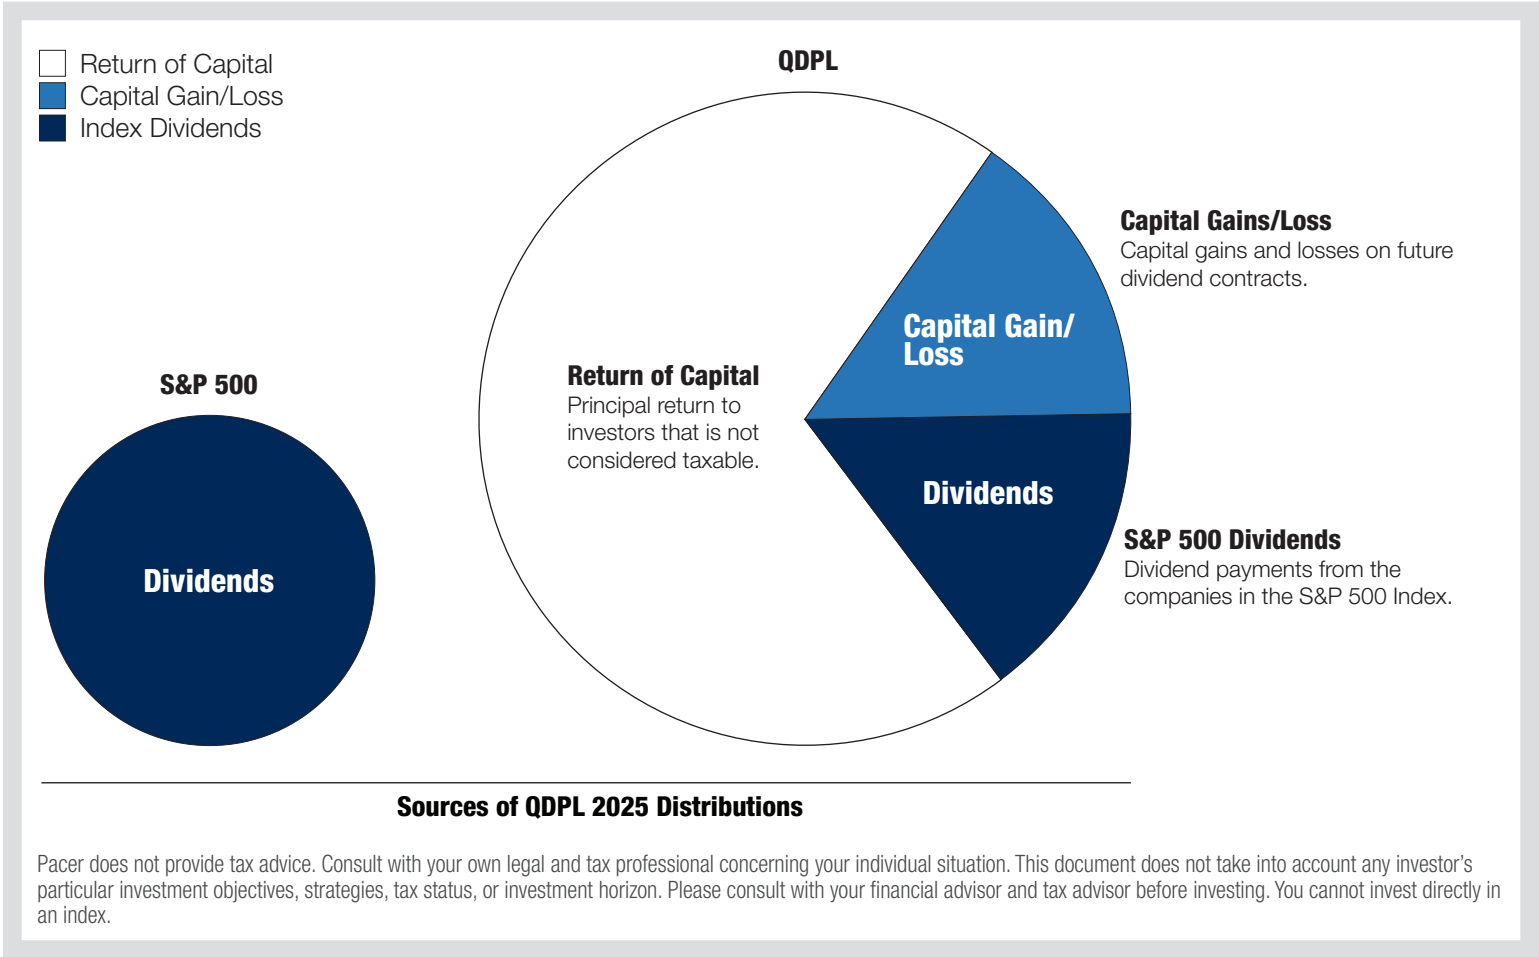 Return of Capital
Capital Gain/Loss
Index Dividends
QDPL
Capital Gains/Loss
Capital gains and losses on future
dividend contracts.
Capital Gain/
Loss
Return of Capital
Principal return to
investors that is not
considered taxable.
S&P 500
Dividends
Dividends
S&P 500 Dividends
Dividend payments from the
companies in the S&P 500 Index.
Sources of QDPL 2025 Distributions
Pacer does not provide tax advice. Consult with your own legal and tax professional concerning your individual situation. This document does not take into account any investor’s
particular investment objectives, strategies, tax status, or investment horizon. Please consult with your financial advisor and tax advisor before investing. You cannot invest directly in
an index.